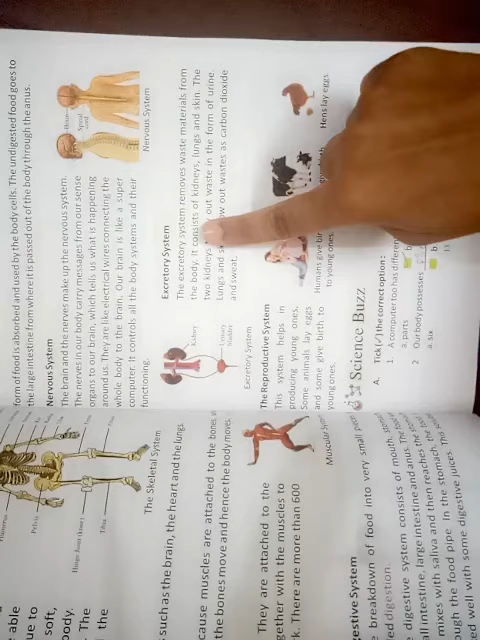 able
ue to
soft,
body.
The
the
Pelvis
Hinge Joint (knee)
Tibia
The Skeletal System
such as the brain, the heart and the lungs
cause muscles are attached to the bones
the bones move and hence the body moves.
They are attached to the
gether with the muscles to
k. There are more than 600
Muscular
gestive System
breakdown of food into very small
ed digestion.
digestive system consists of mouth,
l intestine, large intestine and anus. The
mixes with saliva and then reaches the
ough the food pipe. In the stomach, the
ed well with some digestive juices.
form of food is absorbed and used by the body cells. The undigested food goes to
the large intestine from where it is passed out of the body through the anus.
Nervous System
The brain and the nerves make up the nervous system.
The nerves in our body carry messages from our sense
organs to our brain, which tells us what is happening
around us. They are like electrical wires connecting the
whole body to the brain. Our brain is like a super
computer. It controls all the body systems and their
functioning.
Brain
Spinal
cord
Nervous System
Excretory System
The excretory system removes waste materials from
the body. It consists of kidneys, lungs and skin. The
two kidneys out waste in the form of urine.
Lungs and out wastes as carbon dioxide
and sweat.
Kidney
Urinary
Bladder
Excretory System
The Reproductive System
This system helps in
producing young ones.
Some animals lay eggs
and some give birth to
young ones.
Humans give
to young ones.
Hens lay eggs.
Science Buzz
A. Tick (✓) the correct option:
1. A computer too has different
a. parts
b
2. Our body possesses
a. six
b